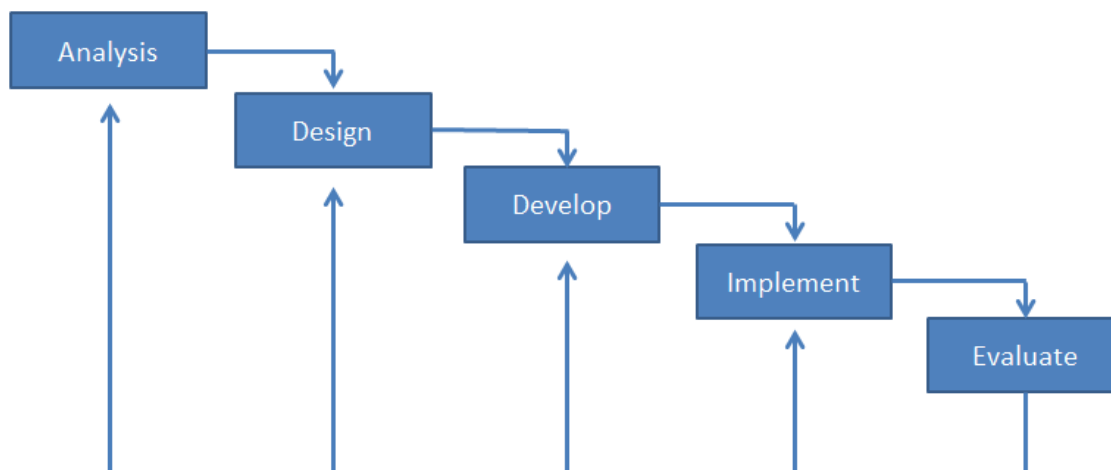 Analysis
Design
Develop
Implement
Evaluate